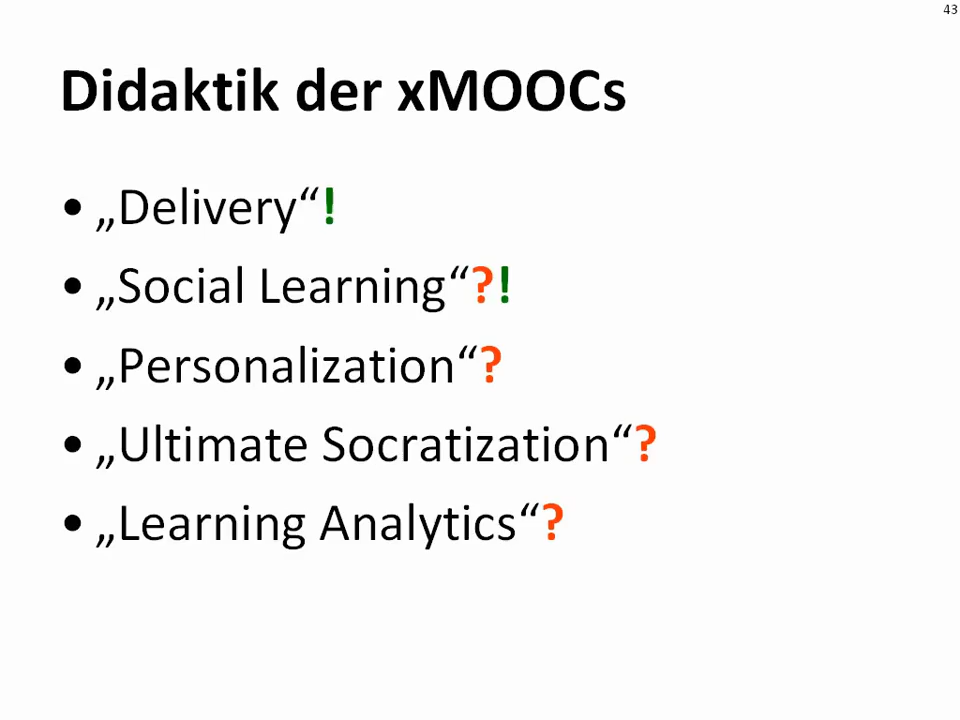 43
Didaktik der xMOOCs
• „Delivery“!
• „Social Learning“?!
• „Personalization“?
• „Ultimate Socratization“?
• „Learning Analytics“?